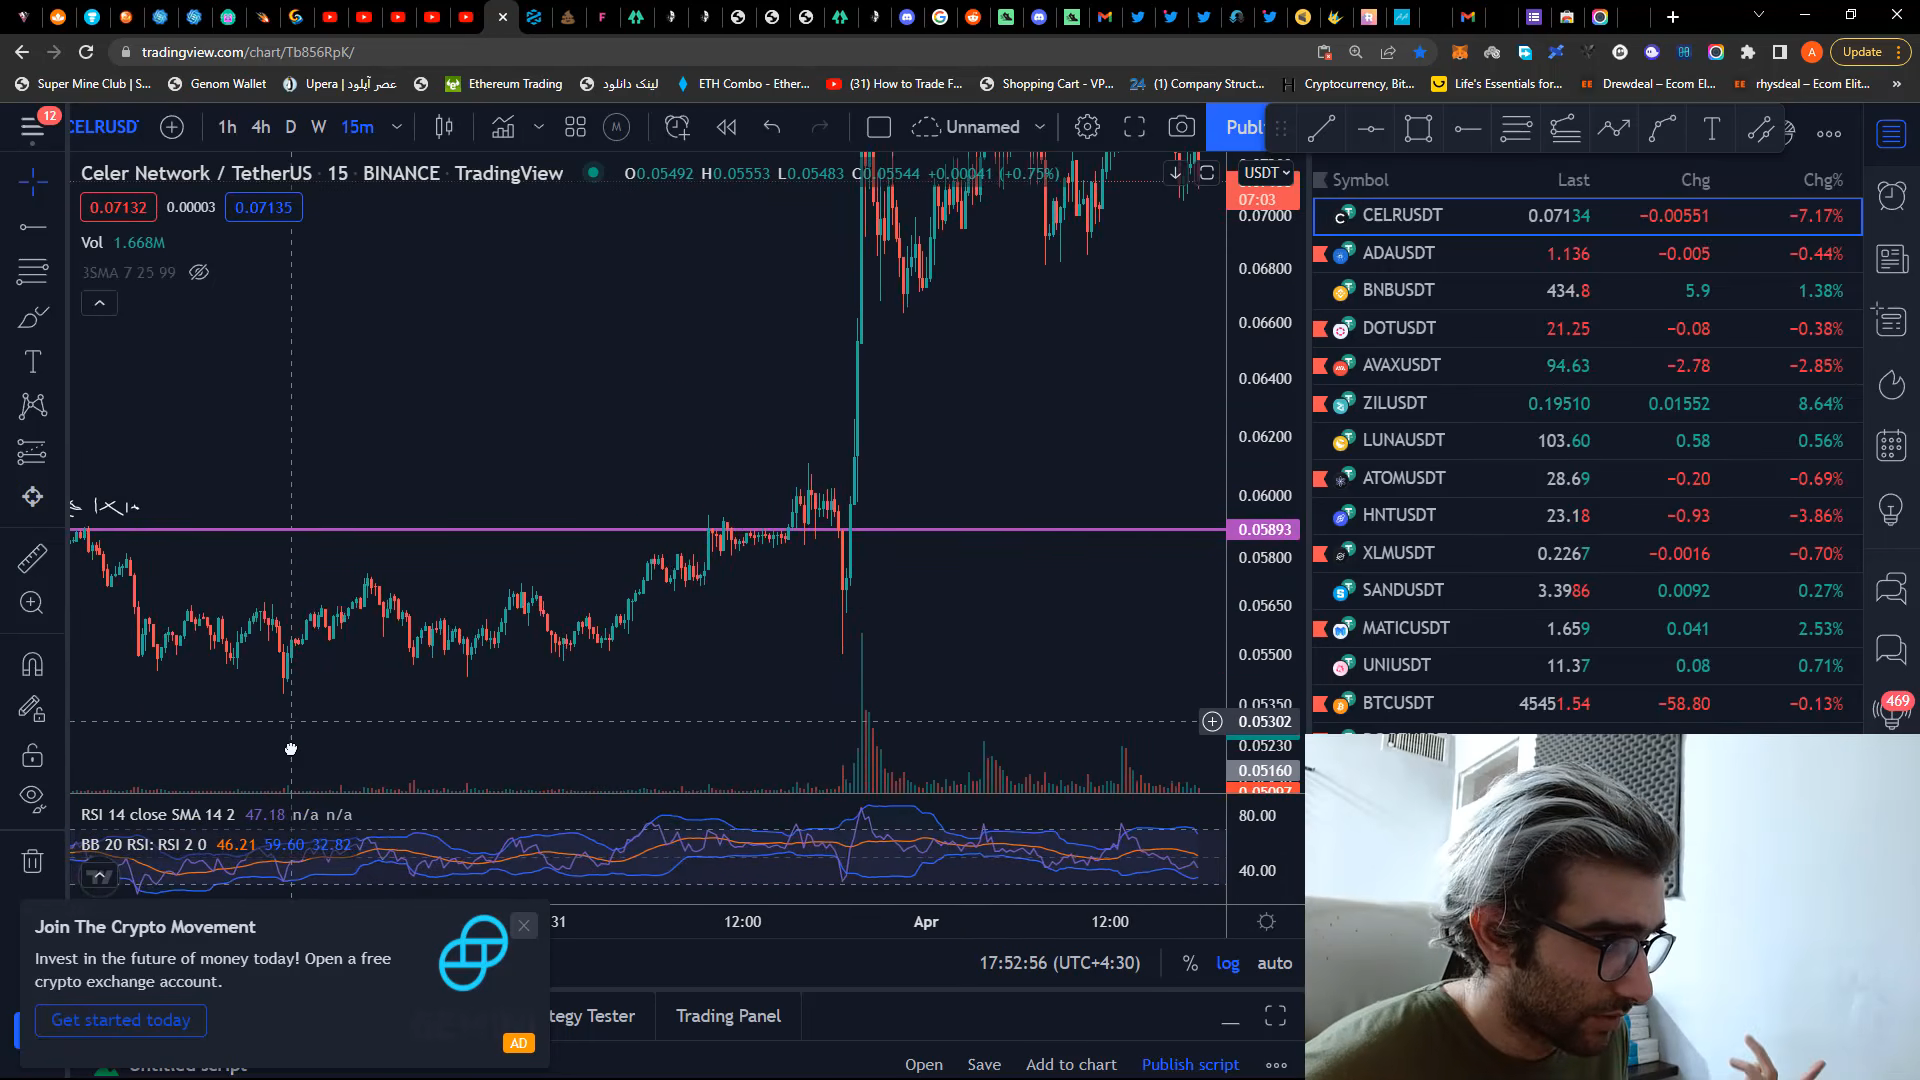 tradingview.com/chart/Tb856RpK/
Update
Super Mine Club | S...
Genom Wallet
Upera | عصر آپلود
Ethereum Trading
لینک دانلود
ETH Combo - Ether...
(31) How to Trade F...
Shopping Cart - VP...
(1) Company Struct...
Cryptocurrency, Bit...
Life's Essentials for...
Drewdeal – Ecom El...
rhysdeal – Ecom Elit...
12
CELRUSD
1h 4h D W 15m
Unnamed
Publ
Celer Network / TetherUS · 15 · BINANCE · TradingView
O0.05492 H0.05553 L0.05483 C0.05544 +0.00041 (+0.75%)
USDT
0.07132 0.00003 0.07135
07:03
Vol 1.668M
3SMA 7 25 99
0.07000
0.06800
0.06600
0.06400
0.06200
0.06000
0.05893
0.05800
0.05650
0.05500
0.05350
0.05302
0.05230
0.05160
Symbol Last Chg Chg%
CELRUSDT 0.07134 −0.00551 −7.17%
ADAUSDT 1.136 −0.005 −0.44%
BNBUSDT 434.8 5.9 1.38%
DOTUSDT 21.25 −0.08 −0.38%
AVAXUSDT 94.63 −2.78 −2.85%
ZILUSDT 0.19510 0.01552 8.64%
LUNAUSDT 103.60 0.58 0.56%
ATOMUSDT 28.69 −0.20 −0.69%
HNTUSDT 23.18 −0.93 −3.86%
XLMUSDT 0.2267 −0.0016 −0.70%
SANDUSDT 3.3986 0.0092 0.27%
MATICUSDT 1.659 0.041 2.53%
UNIUSDT 11.37 0.08 0.71%
BTCUSDT 45451.54 −58.80 −0.13%
469
RSI 14 close SMA 14 2 47.18 n/a n/a
BB 20 RSI: RSI 2 0 46.21 59.60 32.82
80.00
40.00
31 12:00 Apr 12:00
17:52:56 (UTC+4:30) % log auto
Join The Crypto Movement
Invest in the future of money today! Open a free
crypto exchange account.
Get started today
AD
tegy Tester Trading Panel
Open Save Add to chart Publish script